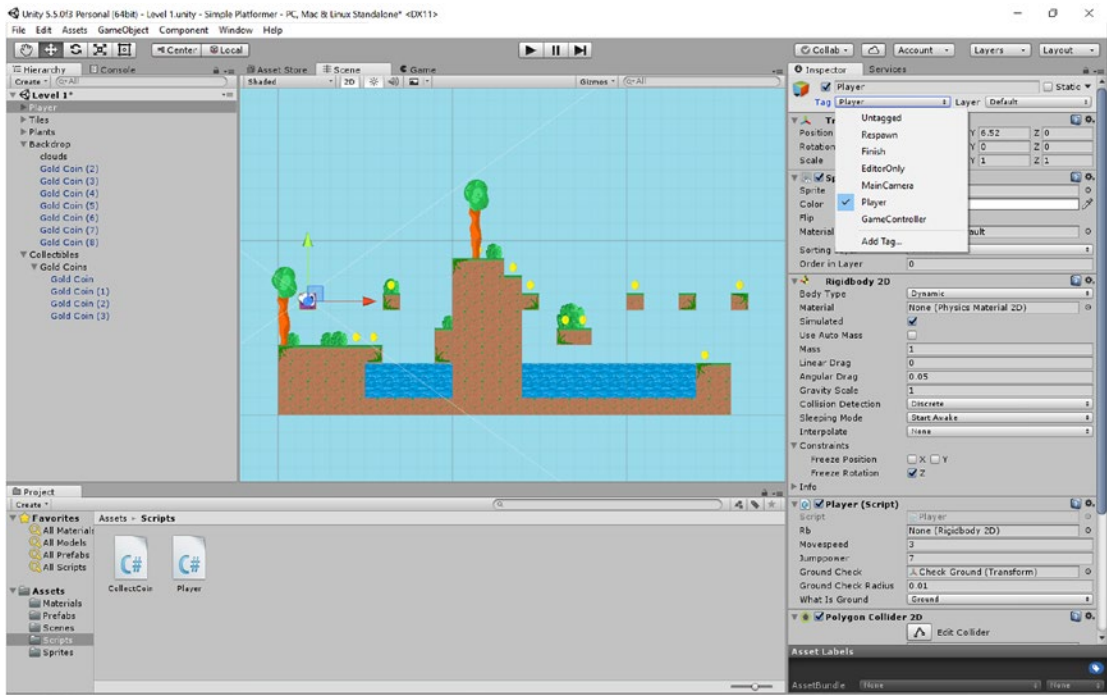 Unity 5.5.0f3 Personal (64bit) - Level 1.unity - Simple Platformer - PC, Mac & Linux Standalone* <DX11>
File Edit Assets GameObject Component Window Help
Center Local Collab Account Layers Layout
Hierarchy Console
Create All
Level 1*
Player
Tiles
Plants
Backdrop
clouds
Gold Coin (2)
Gold Coin (3)
Gold Coin (4)
Gold Coin (5)
Gold Coin (6)
Gold Coin (7)
Gold Coin (8)
Collectibles
Gold Coins
Gold Coin
Gold Coin (1)
Gold Coin (2)
Gold Coin (3)
Asset Store Scene Game
Shaded 2D Gizmos All
Inspector Services
Player Static
Tag Player Layer Default
Untagged
Respawn
Finish
EditorOnly
MainCamera
Player
GameController
Add Tag...
Position Y 6.52 Z 0
Rotation Y 0 Z 0
Scale Y 1 Z 1
Sprite
Color
Flip
Material
Sorting
Order in Layer 0
Rigidbody 2D
Body Type Dynamic
Material None (Physics Material 2D)
Simulated
Use Auto Mass
Mass 1
Linear Drag 0
Angular Drag 0.05
Gravity Scale 1
Collision Detection Discrete
Sleeping Mode Start Awake
Interpolate None
Constraints
Freeze Position X Y
Freeze Rotation Z
Info
Player (Script)
Script Player
Rb None (Rigidbody 2D)
Movespeed 3
Jumppower 7
Ground Check Check Ground (Transform)
Ground Check Radius 0.01
What Is Ground Ground
Polygon Collider 2D
Edit Collider
Asset Labels
AssetBundle None None
Project
Create
Favorites
All Materials
All Models
All Prefabs
All Scripts
Assets
Materials
Prefabs
Scenes
Scripts
Sprites
Assets Scripts
C# C#
CollectCoin Player